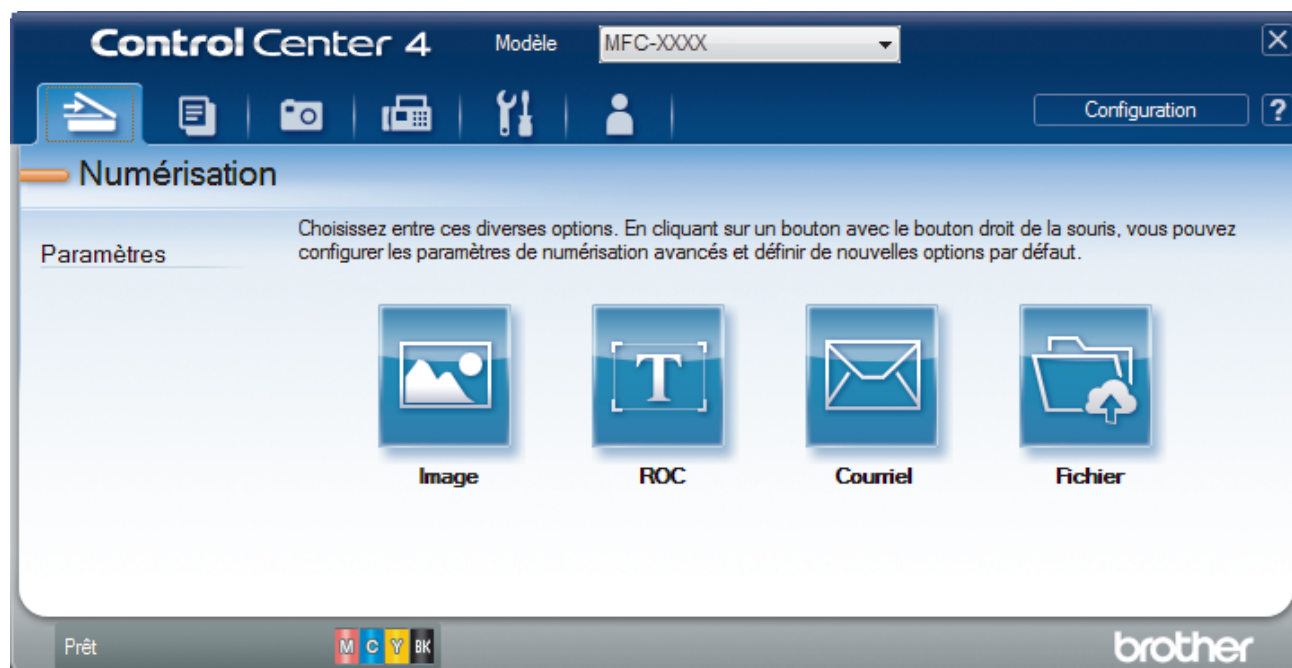 Control Center 4 Modèle MFC-XXXX
Configuration ?
Numérisation
Paramètres
Choisissez entre ces diverses options. En cliquant sur un bouton avec le bouton droit de la souris, vous pouvez
configurer les paramètres de numérisation avancés et définir de nouvelles options par défaut.
T
Image ROC Courriel Fichier
Prêt M C Y BK brother